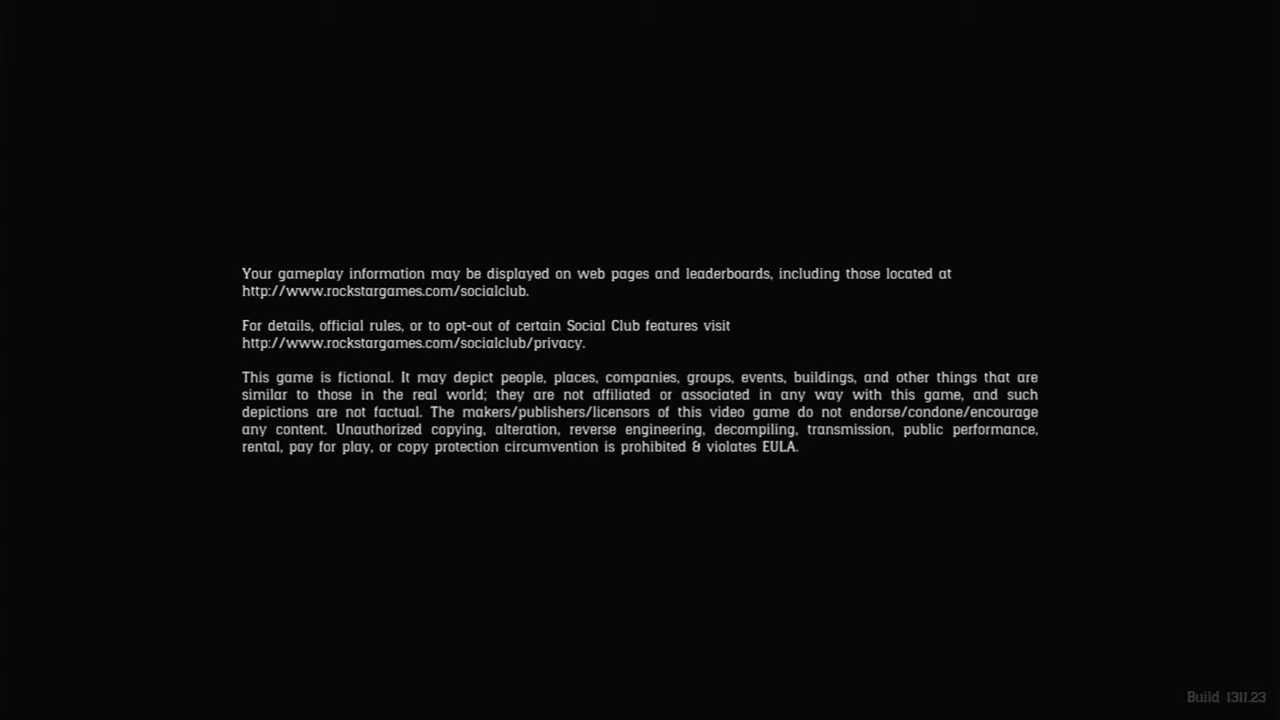 Your gameplay information may be displayed on web pages and leaderboards, including those located at
http://www.rockstargames.com/socialclub.
For details, official rules, or to opt-out of certain Social Club features visit
http://www.rockstargames.com/socialclub/privacy.
This game is fictional. It may depict people, places, companies, groups, events, buildings, and other things that are
similar to those in the real world; they are not affiliated or associated in any way with this game, and such
depictions are not factual. The makers/publishers/licensors of this video game do not endorse/condone/encourage
any content. Unauthorized copying, alteration, reverse engineering, decompiling, transmission, public performance,
rental, pay for play, or copy protection circumvention is prohibited & violates EULA.
Build 1311.23